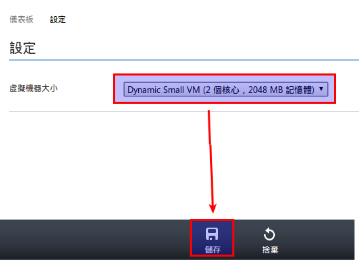 儀表板 設定
設定
虛擬機器大小 Dynamic Small VM (2 個核心，2048 MB 記憶體)
儲存 捨棄